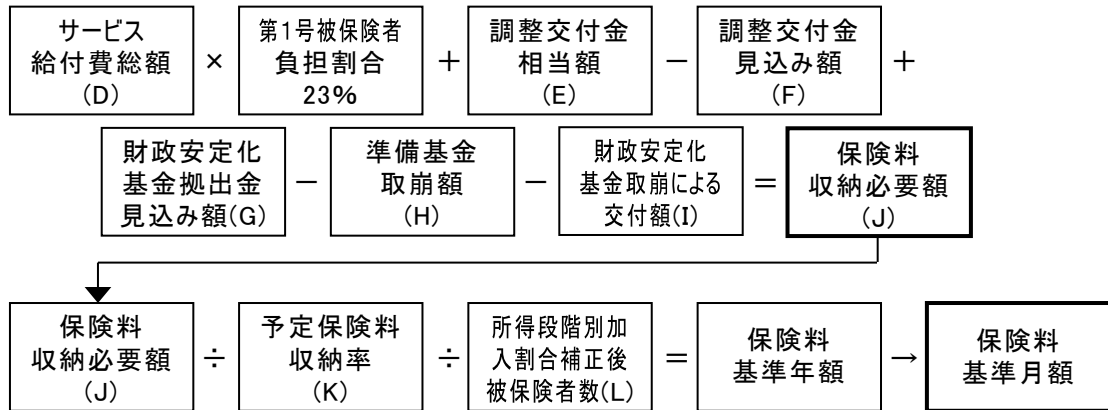 サービス
給付費総額
(D)
×
第1号被保険者
負担割合
23%
＋
調整交付金
相当額
(E)
－
調整交付金
見込み額
(F)
＋
財政安定化
基金拠出金
見込み額(G)
－
準備基金
取崩額
(H)
－
財政安定化
基金取崩による
交付額(I)
＝
保険料
収納必要額
(J)
保険料
収納必要額
(J)
÷
予定保険料
収納率
(K)
÷
所得段階別加
入割合補正後
被保険者数(L)
＝
保険料
基準年額
→
保険料
基準月額